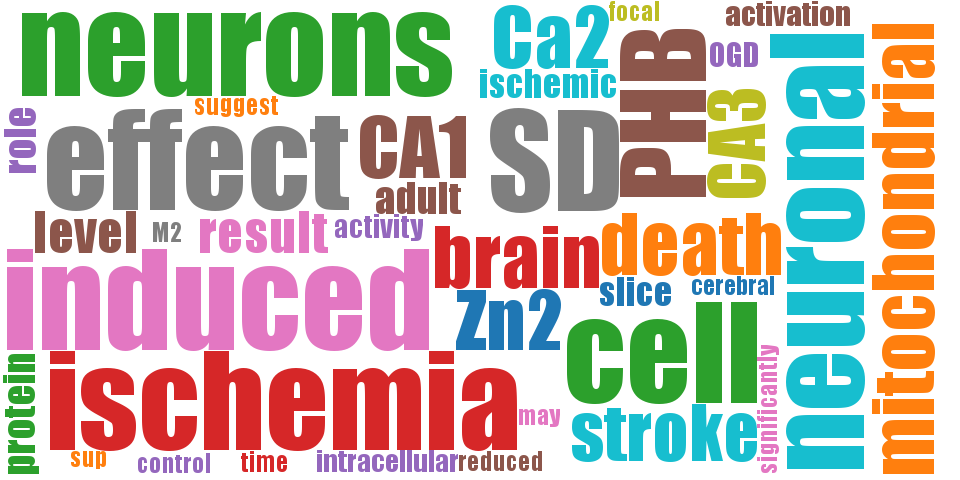 neurons
Ca2
focal
activation
ischemic
OGD
PHB
neuronal
mitochondrial
suggest
role
effect
CA1
SD
CA3
adult
level
M2
result
activity
brain
death
induced
Zn2
slice
cerebral
cell
protein
ischemia
may
stroke
significantly
sup
control
time
intracellular
reduced